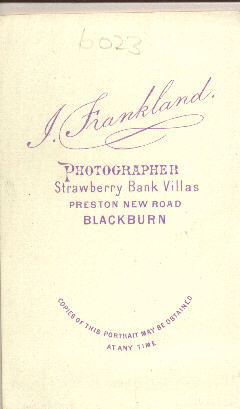 6023
J. Frankland.
PHOTOGRAPHER
Strawberry Bank Villas
PRESTON NEW ROAD
BLACKBURN
COPIES OF THIS PORTRAIT MAY BE OBTAINED
AT ANY TIME